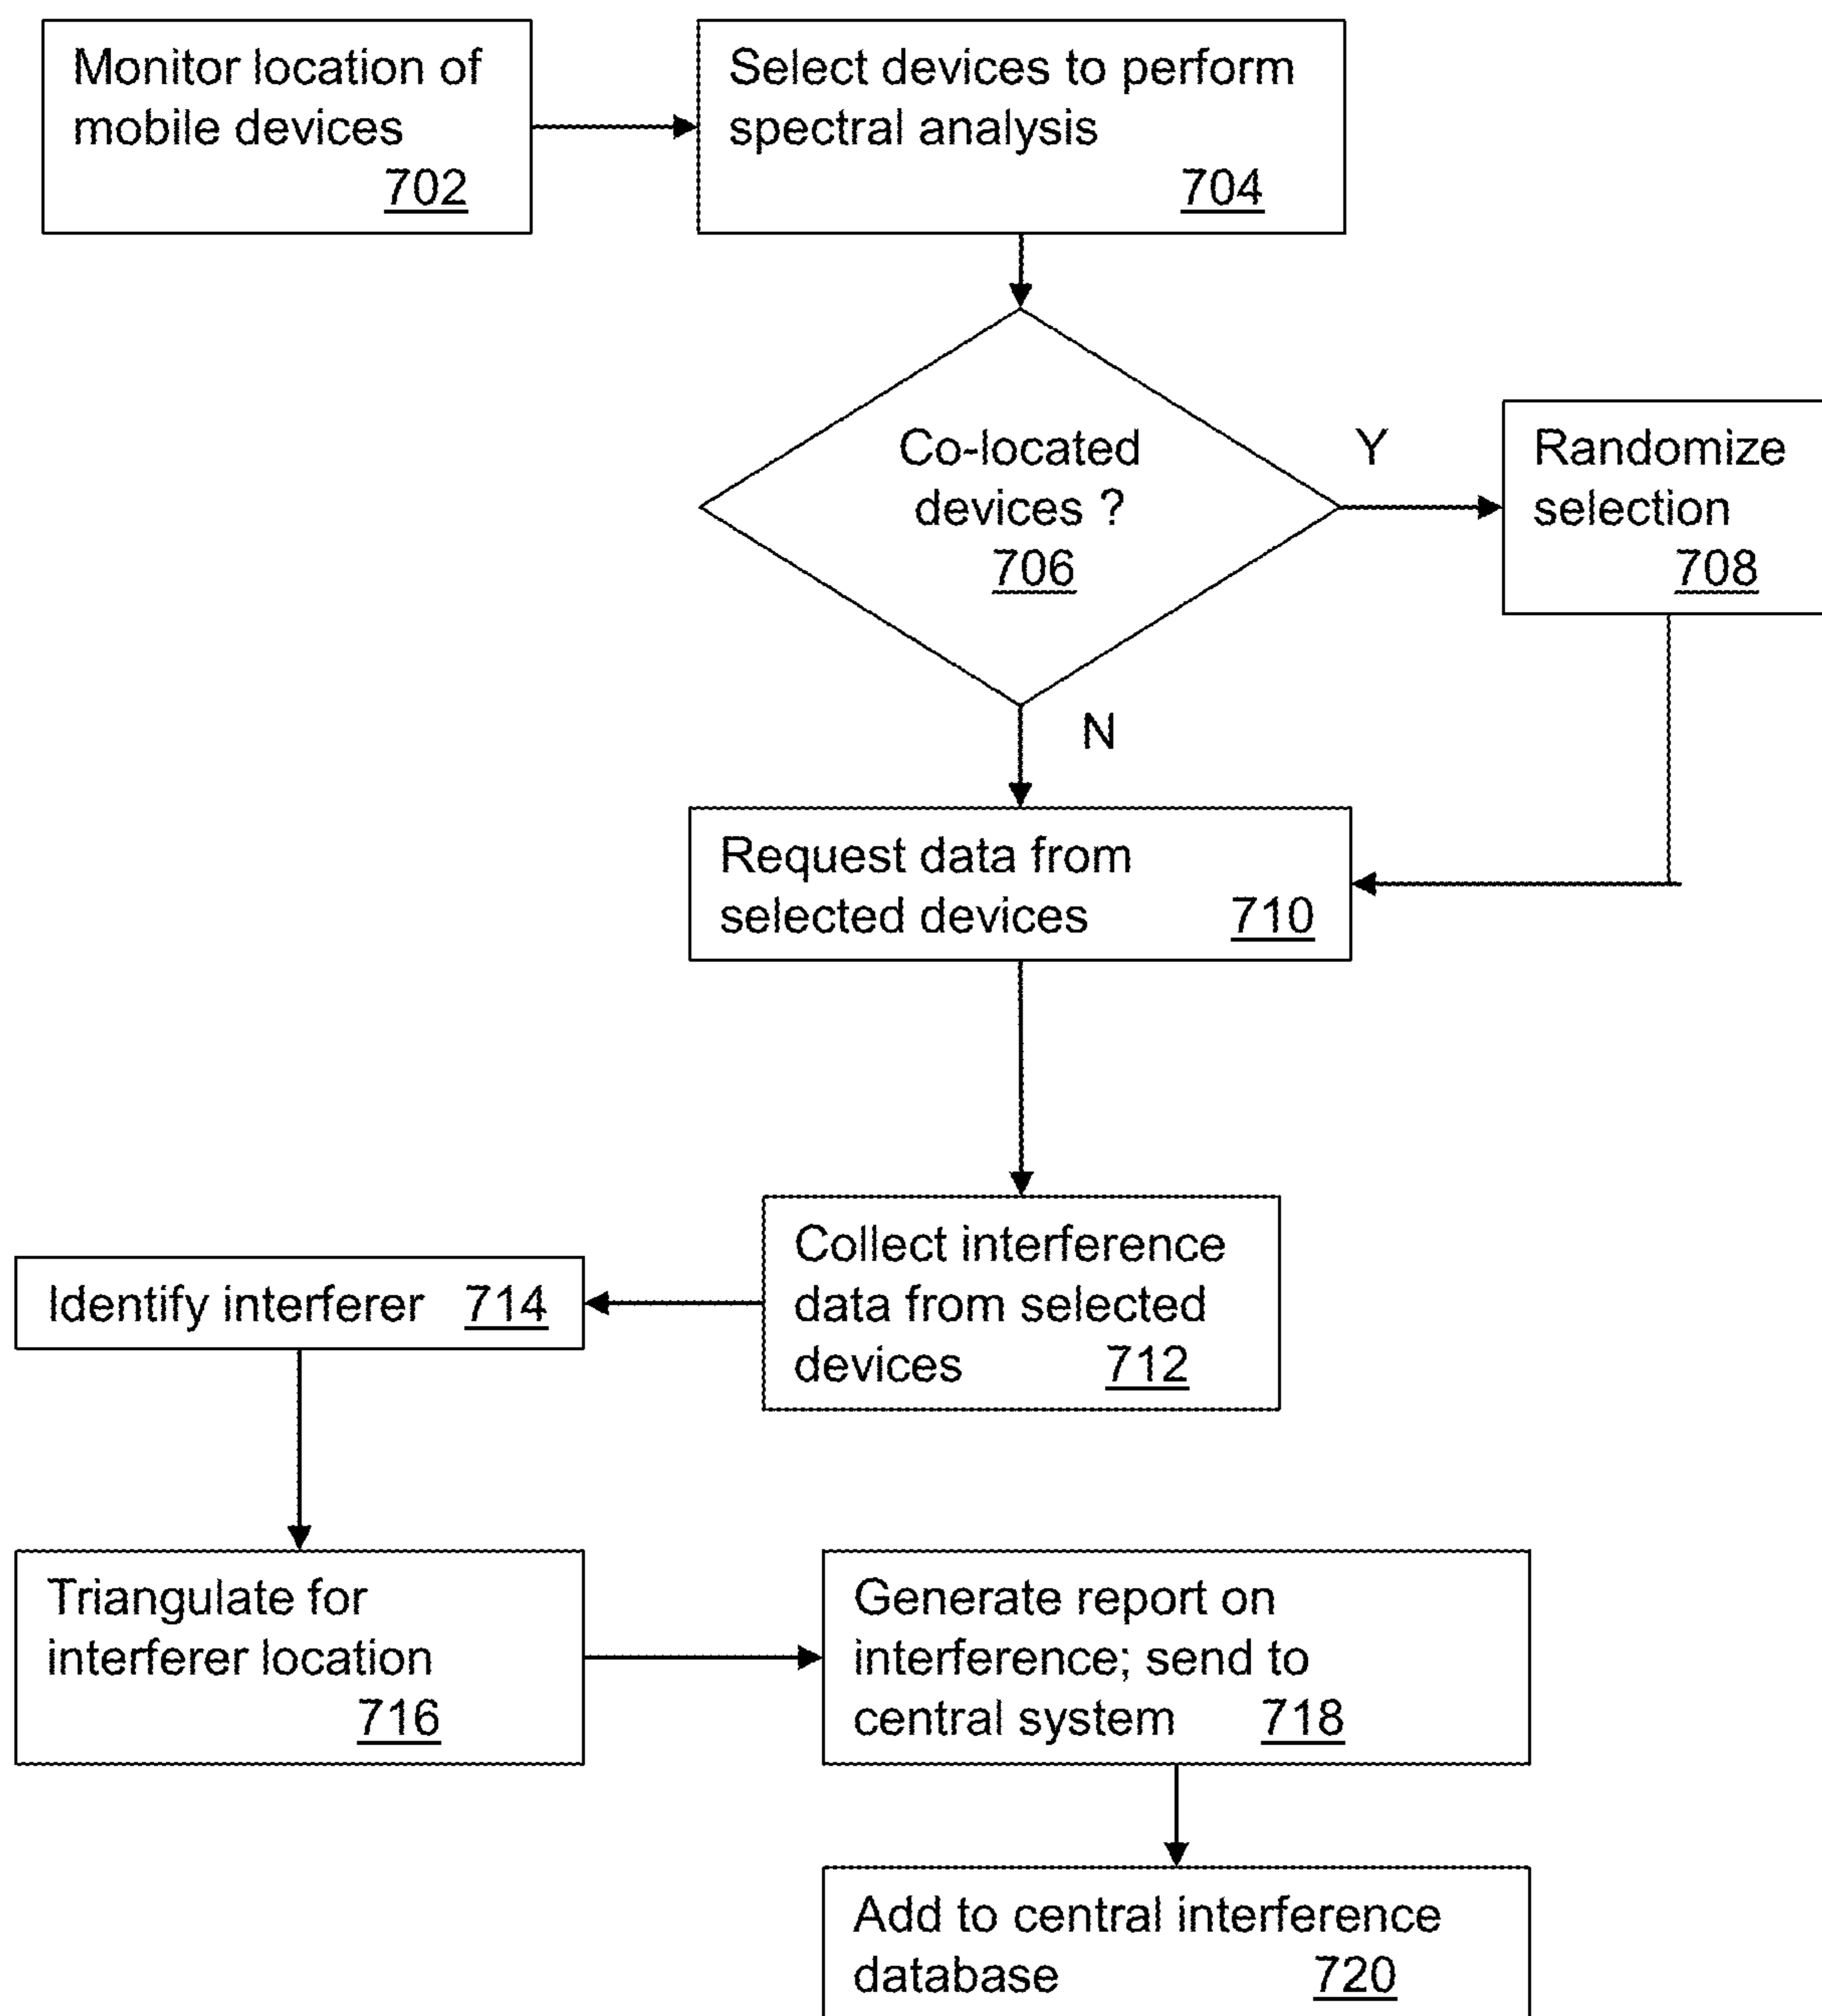 Monitor location of
mobile devices
702
Select devices to perform
spectral analysis
704
Co-located
devices ?
706
Y
Randomize
selection
708
N
Request data from
selected devices 710
Collect interference
data from selected
devices 712
Identify interferer 714
Triangulate for
interferer location
716
Generate report on
interference; send to
central system 718
Add to central interference
database 720